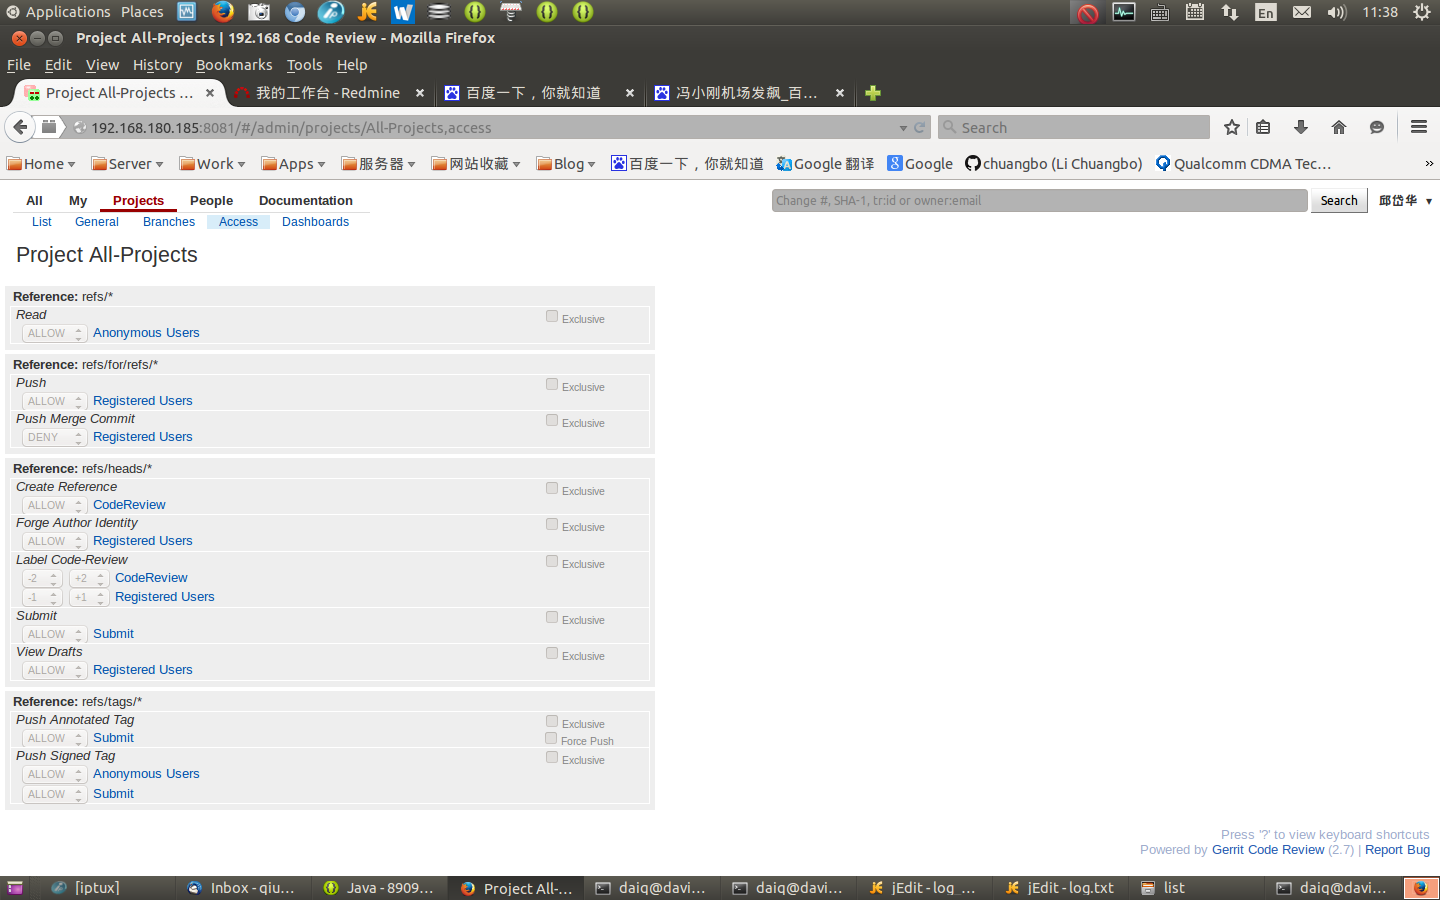 Applications Places En 11:38
Project All-Projects | 192.168 Code Review - Mozilla Firefox
File Edit View History Bookmarks Tools Help
Project All-Projects ... 我的工作台 - Redmine 百度一下，你就知道 冯小刚机场发飙_百...
192.168.180.185:8081/#/admin/projects/All-Projects,access Search
Home Server Work Apps 服务器 网站收藏 Blog 百度一下，你就知道 Google 翻译 Google chuangbo (Li Chuangbo) Qualcomm CDMA Tec... »
All My Projects People Documentation Change #, SHA-1, tr:id or owner:email Search 邱岱华
List General Branches Access Dashboards
Project All-Projects
Reference: refs/*
Read Exclusive
ALLOW Anonymous Users
Reference: refs/for/refs/*
Push Exclusive
ALLOW Registered Users
Push Merge Commit Exclusive
DENY Registered Users
Reference: refs/heads/*
Create Reference Exclusive
ALLOW CodeReview
Forge Author Identity Exclusive
ALLOW Registered Users
Label Code-Review Exclusive
-2 +2 CodeReview
-1 +1 Registered Users
Submit Exclusive
ALLOW Submit
View Drafts Exclusive
ALLOW Registered Users
Reference: refs/tags/*
Push Annotated Tag Exclusive
ALLOW Submit Force Push
Push Signed Tag Exclusive
ALLOW Anonymous Users
ALLOW Submit
Press '?' to view keyboard shortcuts
Powered by Gerrit Code Review (2.7) | Report Bug
[iptux] Inbox - qiu... Java - 8909... Project All-... daiq@davi... daiq@davi... jEdit - log_... jEdit - log.txt list daiq@davi...